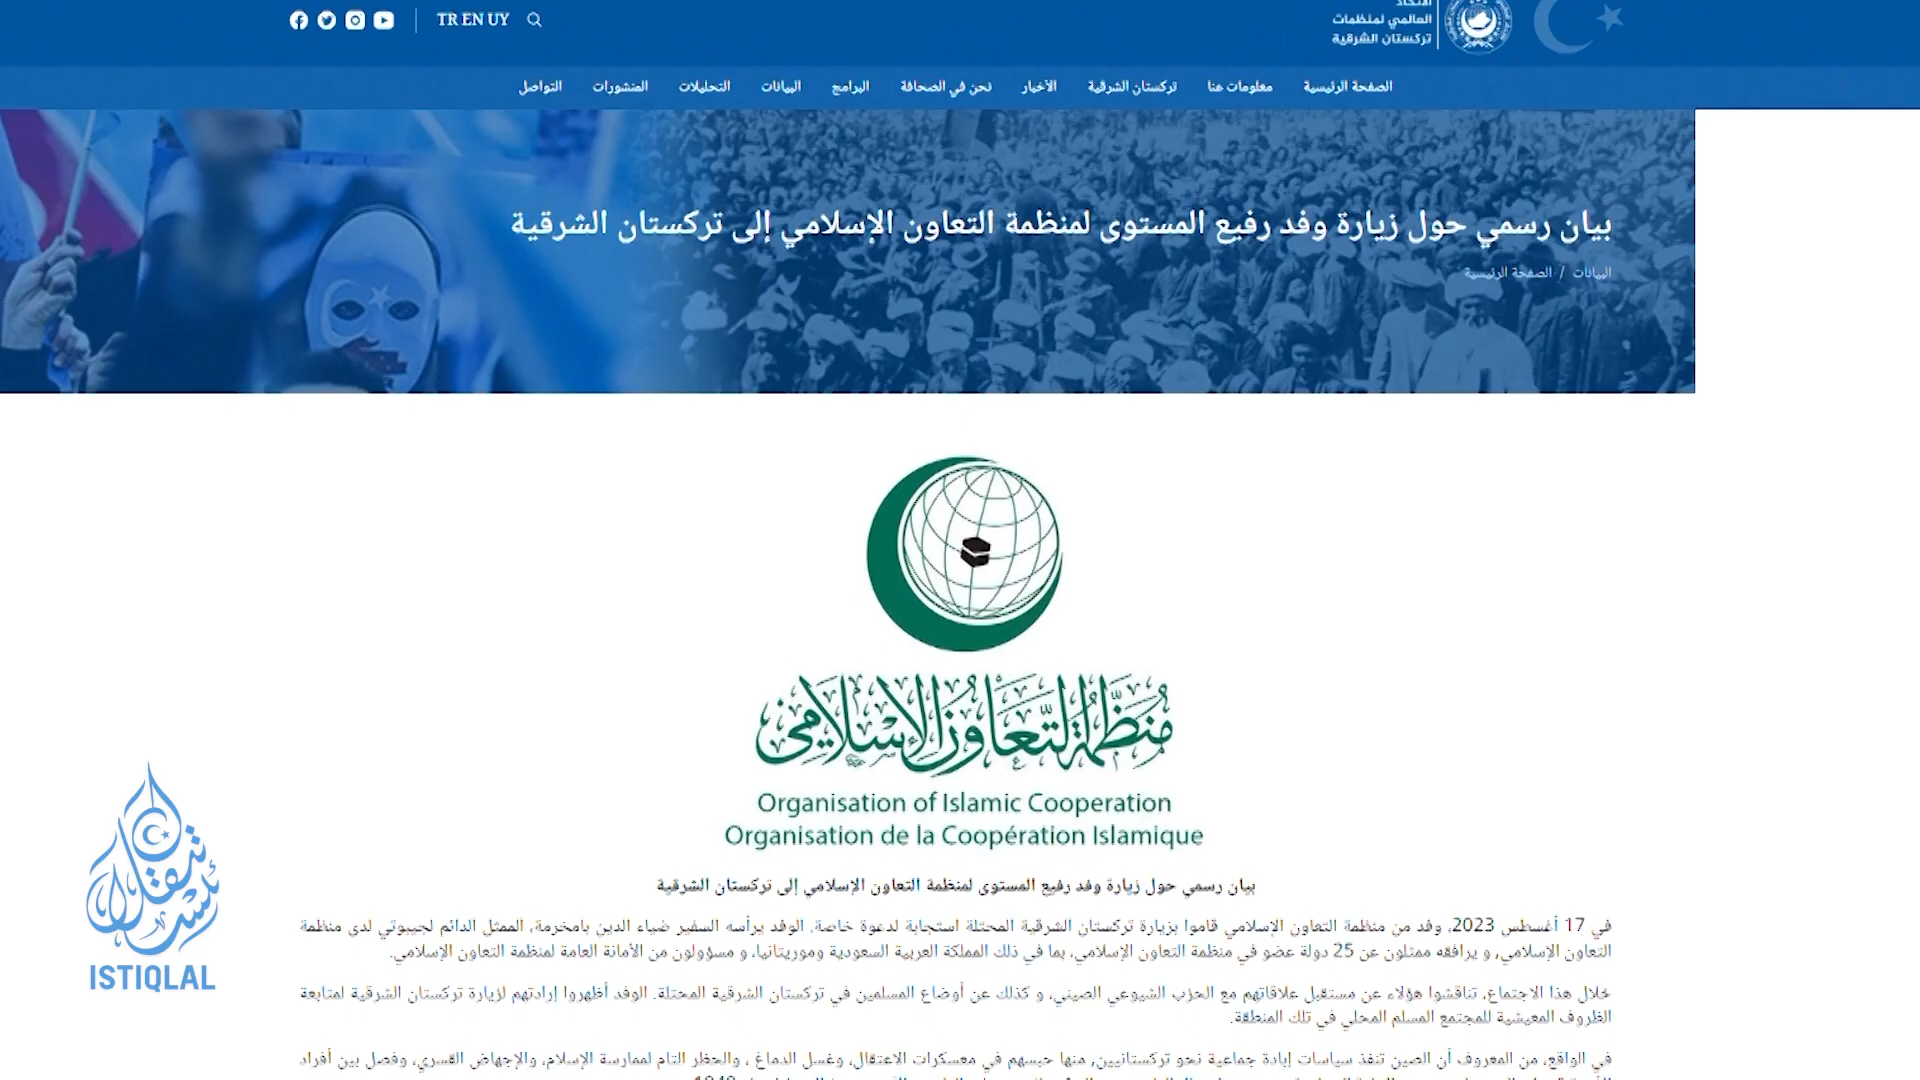 TR EN UY
العالمي لمنظمات
تركستان الشرقية
الصفحة الرئيسية معلومات عنا تركستان الشرقية الأخبار نحن في الصحافة البرامج البيانات التحليلات المنشورات التواصل
بيان رسمي حول زيارة وفد رفيع المستوى لمنظمة التعاون الإسلامي إلى تركستان الشرقية
البيانات / الصفحة الرئيسية
منظمة التعاون الإسلامي
Organisation of Islamic Cooperation
Organisation de la Coopération Islamique
بيان رسمي حول زيارة وفد رفيع المستوى لمنظمة التعاون الإسلامي إلى تركستان الشرقية
في 17 أغسطس 2023، وفد من منظمة التعاون الإسلامي قاموا بزيارة تركستان الشرقية المحتلة استجابة لدعوة خاصة. الوفد يرأسه السفير ضياء الدين بامخرمة، الممثل الدائم لجيبوتي لدى منظمة
التعاون الإسلامي, و يرافقه ممثلون عن 25 دولة عضو في منظمة التعاون الإسلامي، بما في ذلك المملكة العربية السعودية وموريتانيا، و مسؤولون من الأمانة العامة لمنظمة التعاون الإسلامي.
خلال هذا الاجتماع، تناقشوا هؤلاء عن مستقبل علاقاتهم مع الحزب الشيوعي الصيني، و كذلك عن أوضاع المسلمين في تركستان الشرقية المحتلة. الوفد أظهروا إرادتهم لزيارة تركستان الشرقية لمتابعة
الظروف المعيشية للمجتمع المسلم المحلي في تلك المنطقة.
في الواقع، من المعروف أن الصين تنفذ سياسات إبادة جماعية نحو تركستانيين, منها حبسهم في معسكرات الاعتقال، وغسل الدماغ ، والحظر التام لممارسة الإسلام، والإجهاض القسري، وفصل بين أفراد
ISTIQLAL